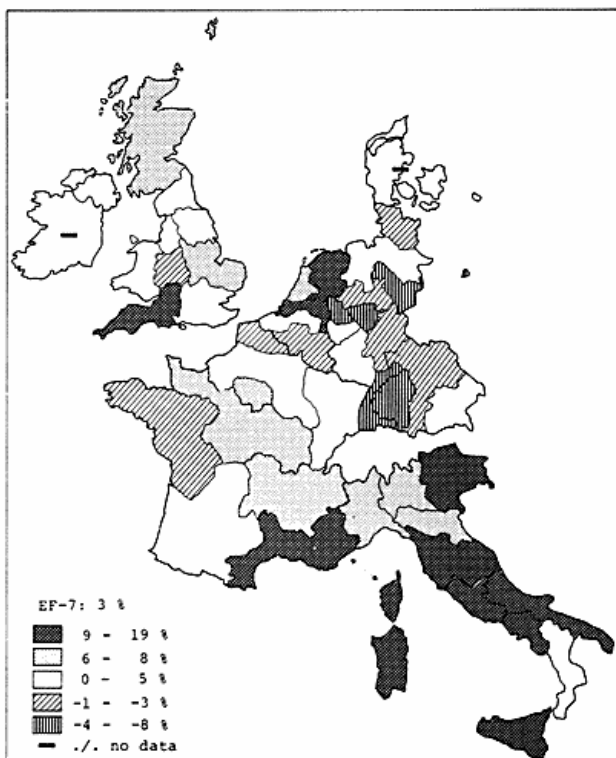 EF-7: 3 %
9 - 19 %
6 - 8 %
0 - 5 %
-1 - -3 %
-4 - -8 %
./. no data